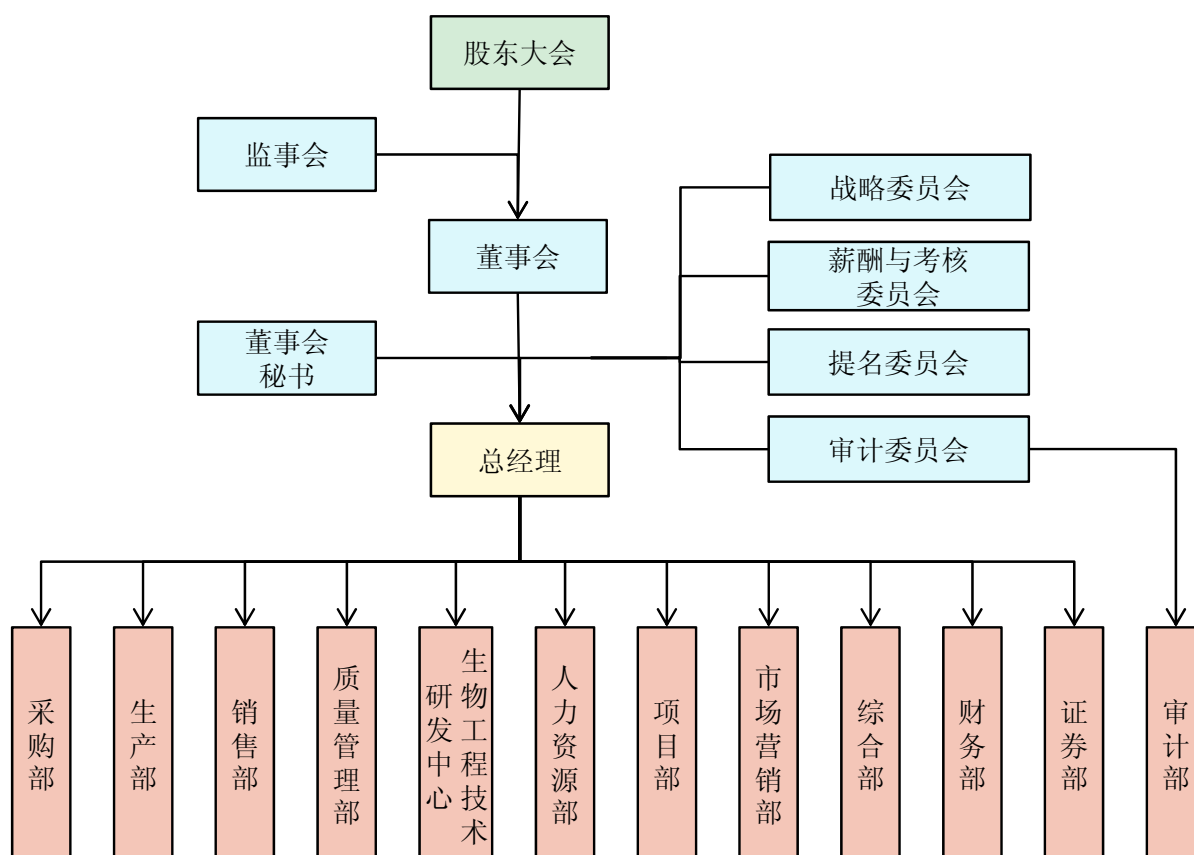 股东大会
监事会
战略委员会
董事会
薪酬与考核
委员会
董事会
秘书
提名委员会
总经理
审计委员会
采购部
生产部
销售部
质量管理部
生物工程技术
研发中心
人力资源部
项目部
市场营销部
综合部
财务部
证券部
审计部